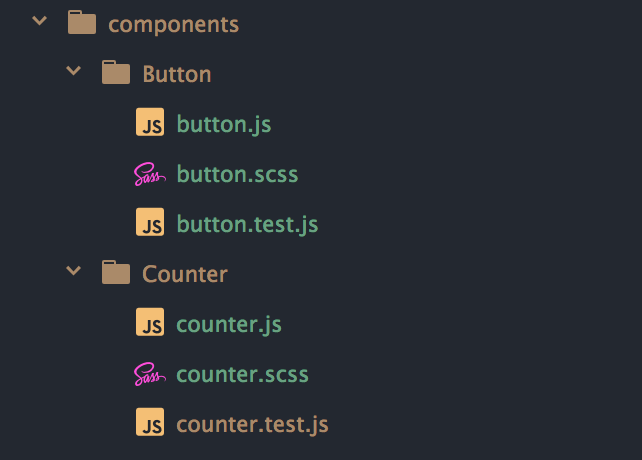 components
Button
JS button.js
Sass button.scss
JS button.test.js
Counter
JS counter.js
Sass counter.scss
JS counter.test.js